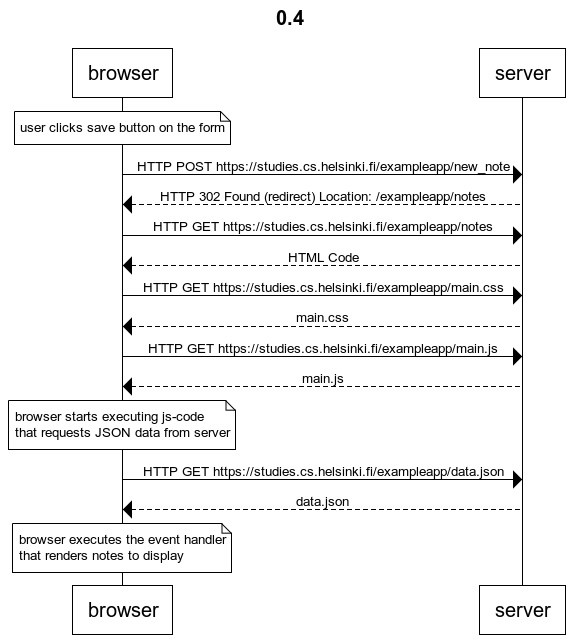 0.4
browser
server
user clicks save button on the form
HTTP POST https://studies.cs.helsinki.fi/exampleapp/new_note
HTTP 302 Found (redirect) Location: /exampleapp/notes
HTTP GET https://studies.cs.helsinki.fi/exampleapp/notes
HTML Code
HTTP GET https://studies.cs.helsinki.fi/exampleapp/main.css
main.css
HTTP GET https://studies.cs.helsinki.fi/exampleapp/main.js
main.js
browser starts executing js-code
that requests JSON data from server
HTTP GET https://studies.cs.helsinki.fi/exampleapp/data.json
data.json
browser executes the event handler
that renders notes to display
browser
server